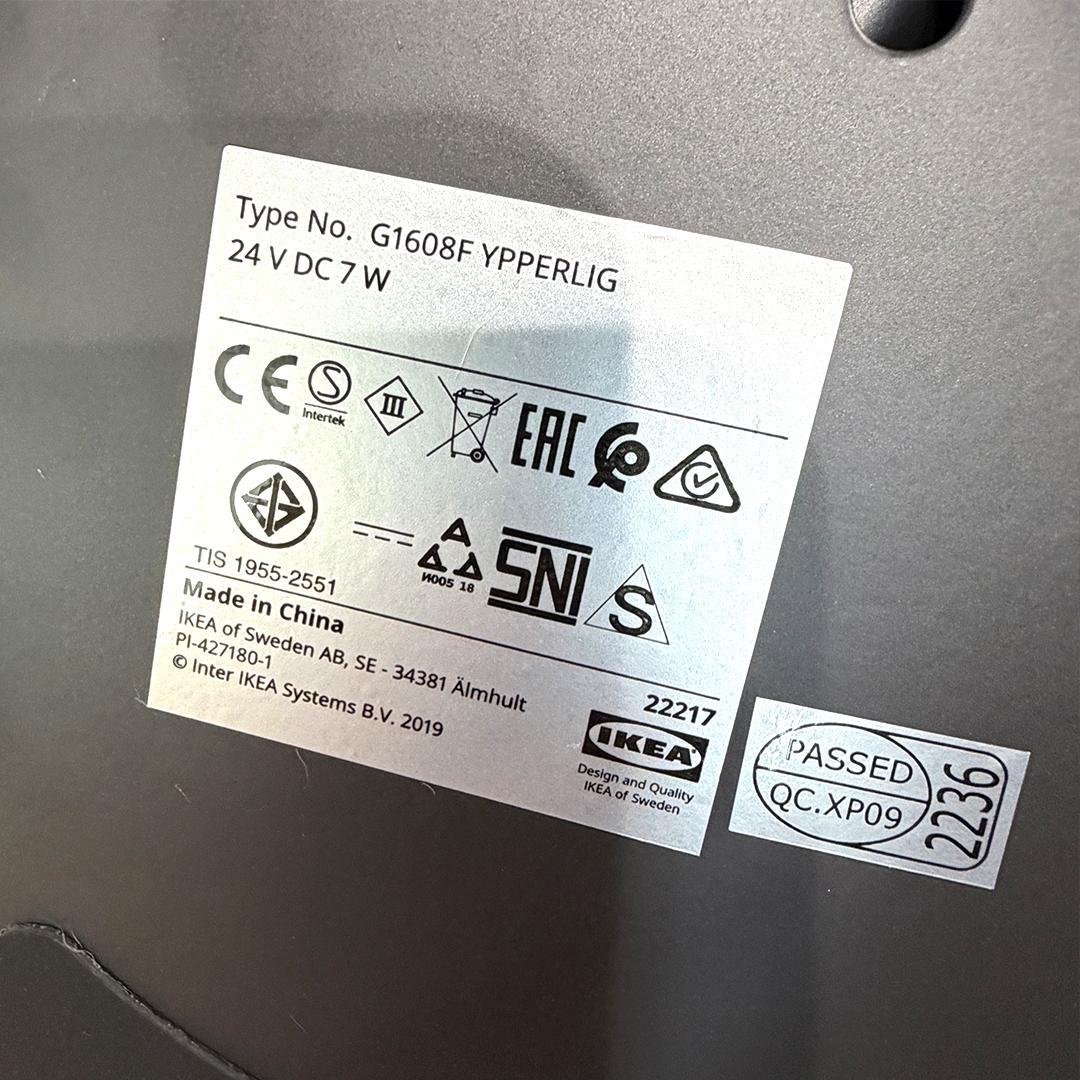 Type No. G1608F YPPERLIG
24 V DC 7 W
CE
S
Intertek
III
EAC
TIS 1955-2551
И005 18
SNI
S
Made in China
IKEA of Sweden AB, SE - 34381 Älmhult
PI-427180-1
© Inter IKEA Systems B.V. 2019
22217
IKEA
Design and Quality
IKEA of Sweden
PASSED
QC.XP09
2236